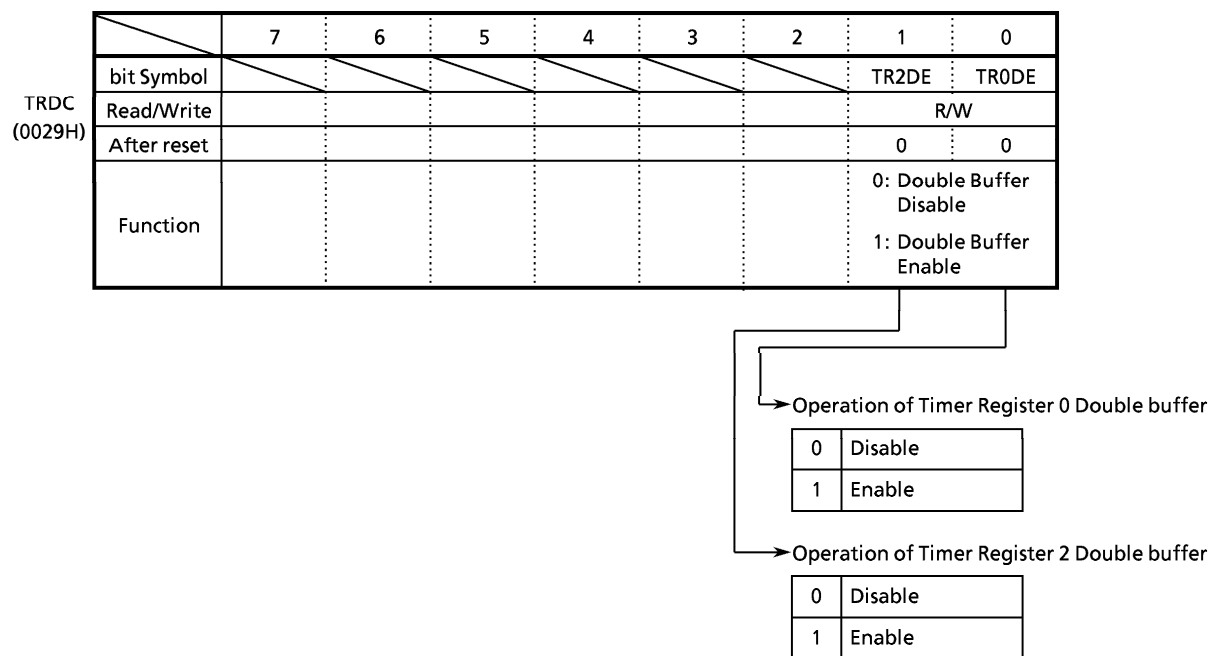 7 6 5 4 3 2 1 0
bit Symbol TR2DE TR0DE
TRDC
(0029H)
Read/Write R/W
After reset 0 0
Function
0: Double Buffer
Disable
1: Double Buffer
Enable
Operation of Timer Register 0 Double buffer
0 Disable
1 Enable
Operation of Timer Register 2 Double buffer
0 Disable
1 Enable